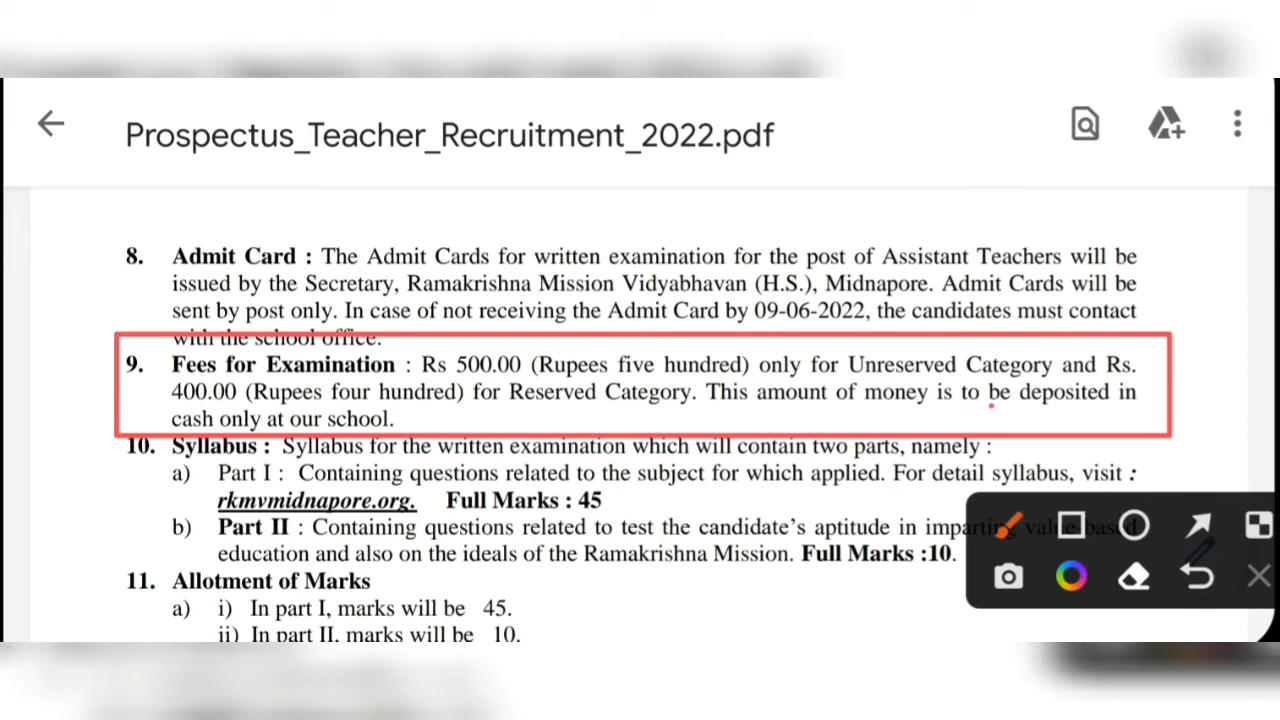 Prospectus_Teacher_Recruitment_2022.pdf
8. Admit Card : The Admit Cards for written examination for the post of Assistant Teachers will be
issued by the Secretary, Ramakrishna Mission Vidyabhavan (H.S.), Midnapore. Admit Cards will be
sent by post only. In case of not receiving the Admit Card by 09-06-2022, the candidates must contact
with the school office.
9. Fees for Examination : Rs 500.00 (Rupees five hundred) only for Unreserved Category and Rs.
400.00 (Rupees four hundred) for Reserved Category. This amount of money is to be deposited in
cash only at our school.
10. Syllabus : Syllabus for the written examination which will contain two parts, namely :
a) Part I : Containing questions related to the subject for which applied. For detail syllabus, visit :
rkmvmidnapore.org. Full Marks : 45
b) Part II : Containing questions related to test the candidate's aptitude in imparting value-based
education and also on the ideals of the Ramakrishna Mission. Full Marks :10.
11. Allotment of Marks
a) i) In part I, marks will be 45.
ii) In part II, marks will be 10.